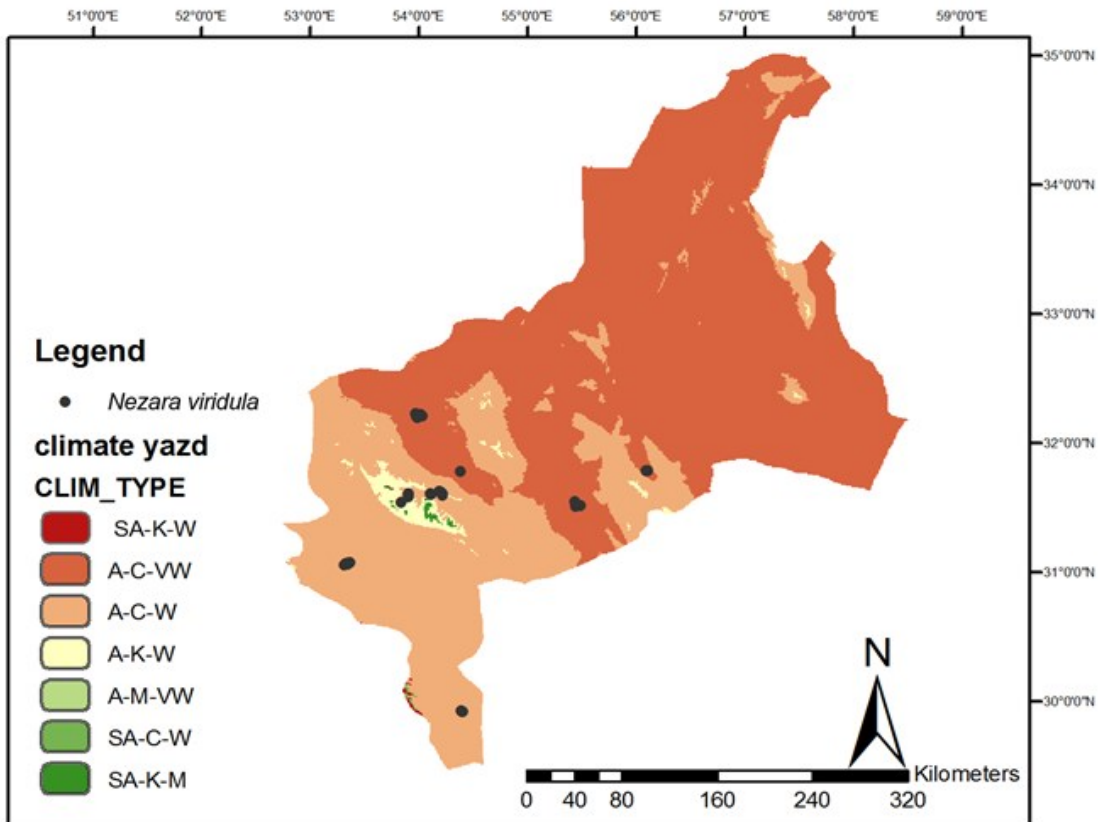 51°0'0"E 52°0'0"E 53°0'0"E 54°0'0"E 55°0'0"E 56°0'0"E 57°0'0"E 58°0'0"E 59°0'0"E
35°0'0"N
34°0'0"N
33°0'0"N
32°0'0"N
31°0'0"N
30°0'0"N
Legend
Nezara viridula
climate yazd
CLIM_TYPE
SA-K-W
A-C-VW
A-C-W
A-K-W
A-M-VW
SA-C-W
SA-K-M
N
Kilometers
0 40 80 160 240 320